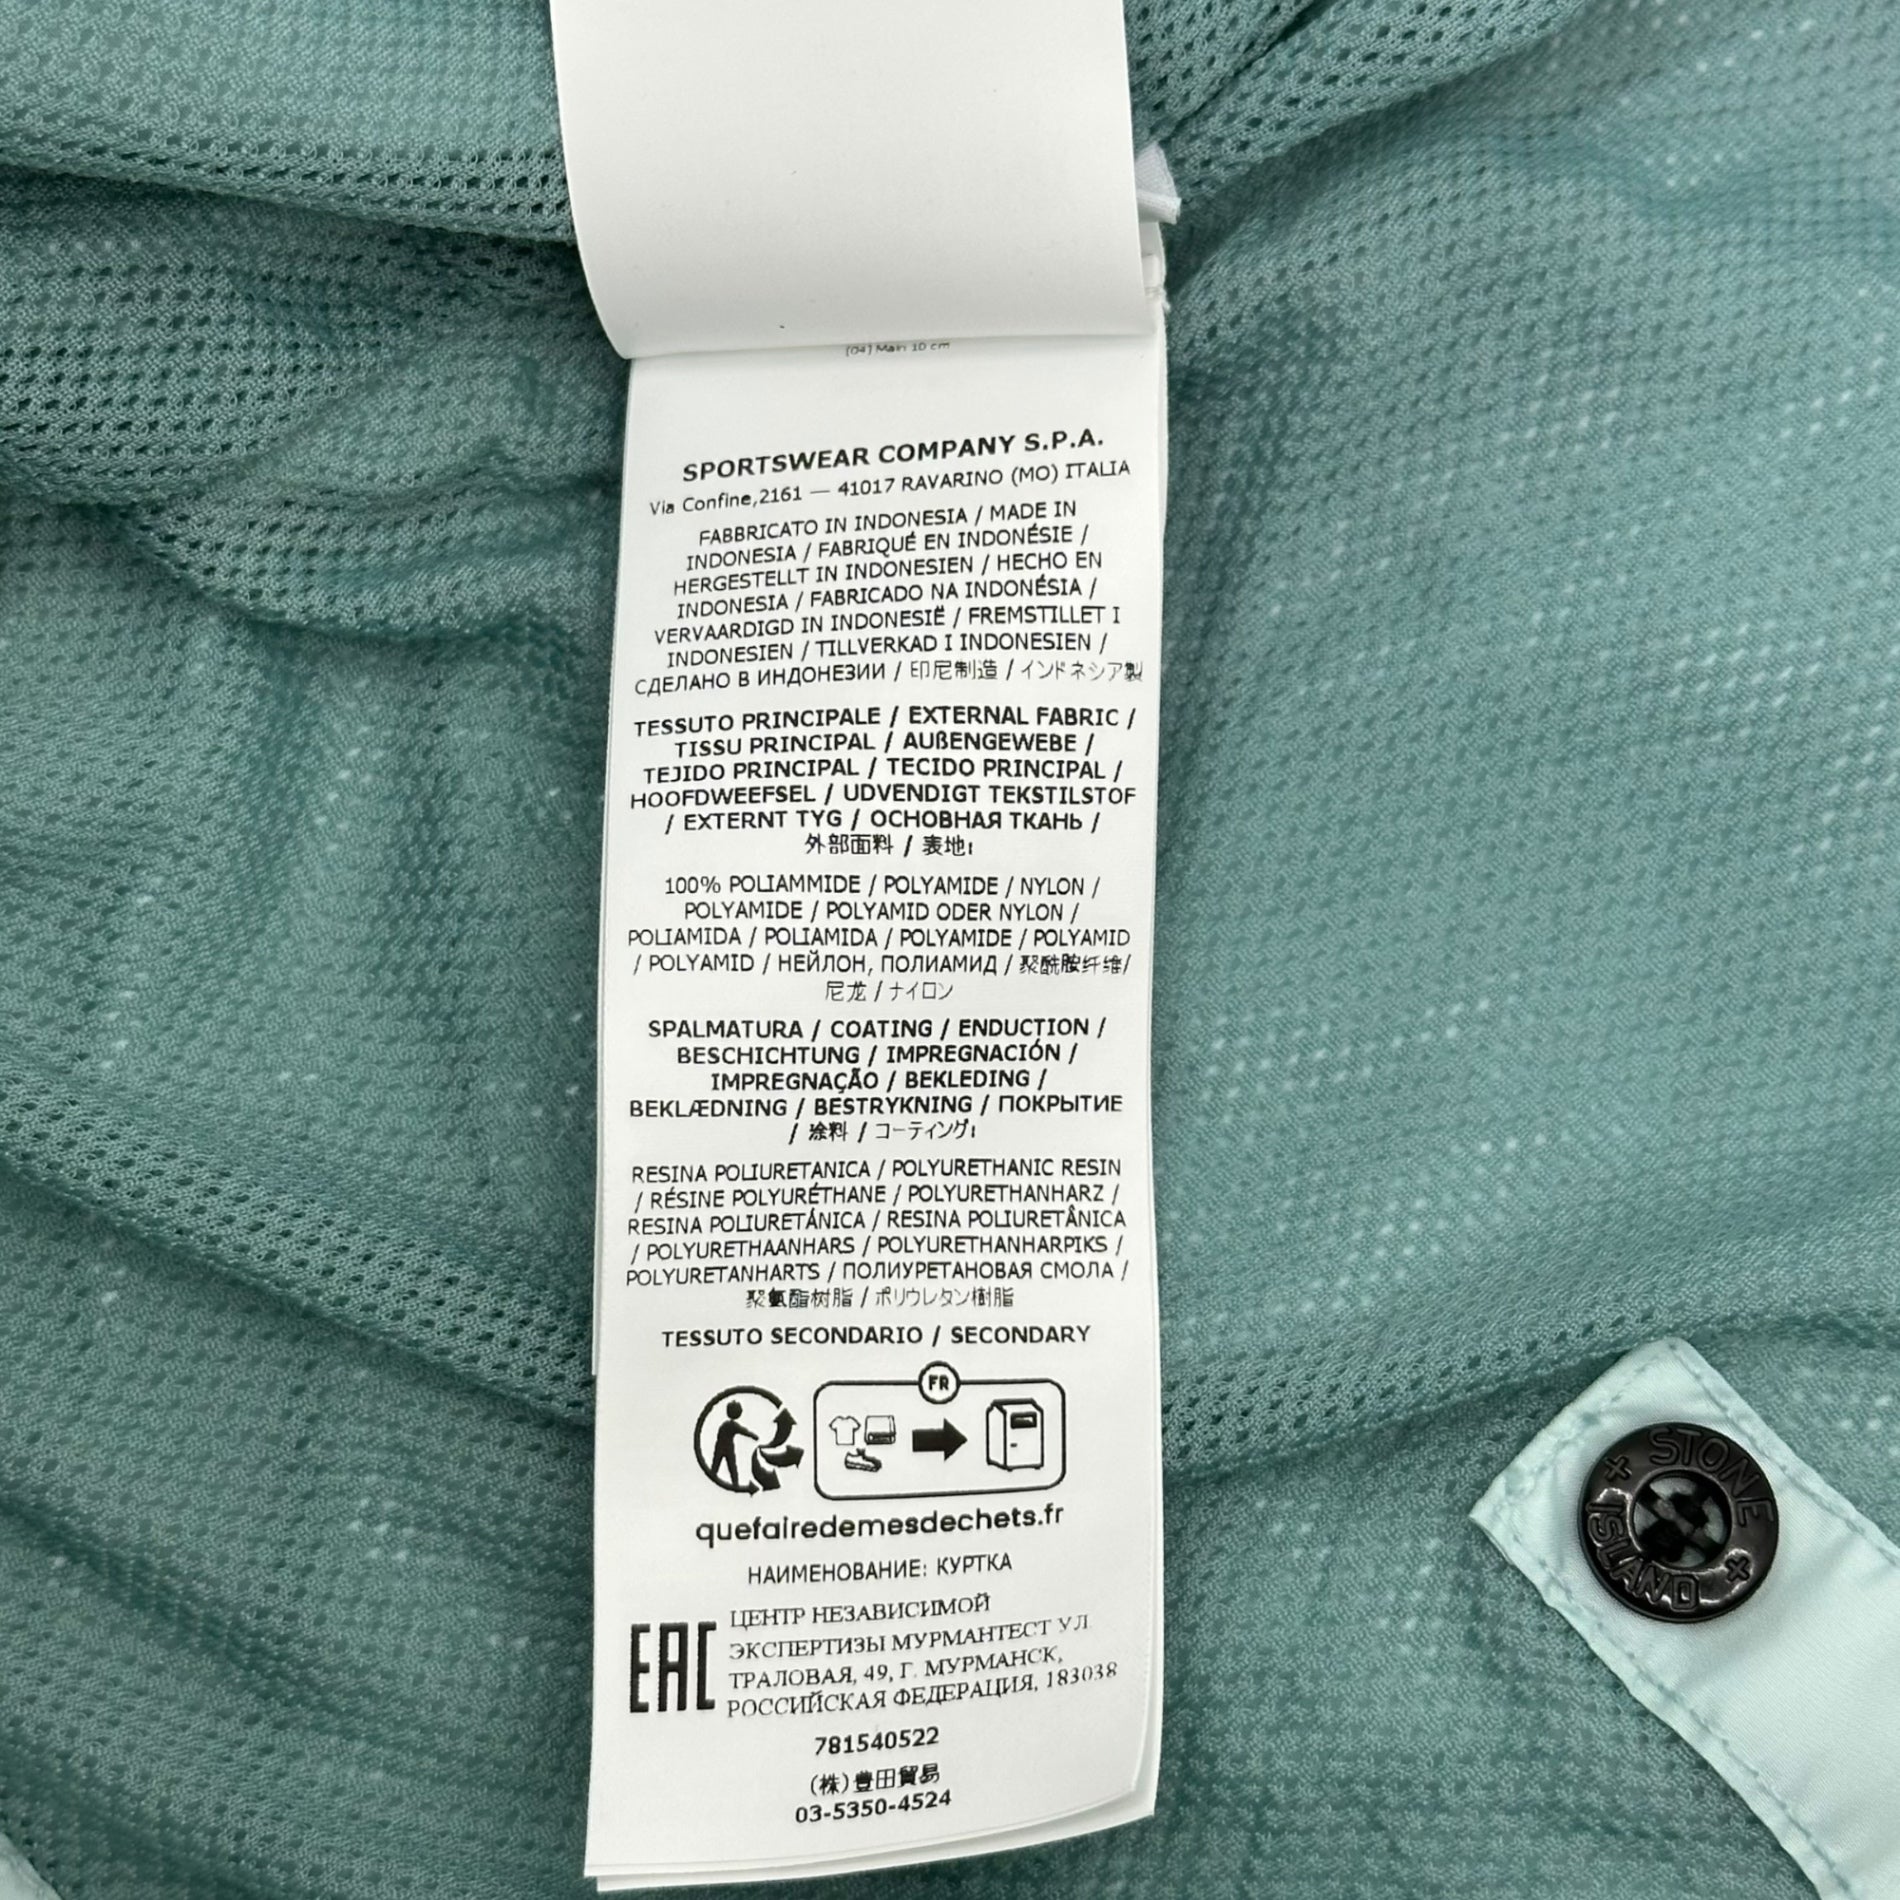 [04] Main 10 cm
SPORTSWEAR COMPANY S.P.A.
Via Confine,2161 — 41017 RAVARINO (MO) ITALIA
FABBRICATO IN INDONESIA / MADE IN
INDONESIA / FABRIQUÉ EN INDONÉSIE /
HERGESTELLT IN INDONESIEN / HECHO EN
INDONESIA / FABRICADO NA INDONÉSIA /
VERVAARDIGD IN INDONESIË / FREMSTILLET I
INDONESIEN / TILLVERKAD I INDONESIEN /
СДЕЛАНО В ИНДОНЕЗИИ / 印尼制造 / インドネシア製
TESSUTO PRINCIPALE / EXTERNAL FABRIC /
TISSU PRINCIPAL / AUßENGEWEBE /
TEJIDO PRINCIPAL / TECIDO PRINCIPAL /
HOOFDWEEFSEL / UDVENDIGT TEKSTILSTOF
/ EXTERNT TYG / ОСНОВНАЯ ТКАНЬ /
外部面料 / 表地:
100% POLIAMMIDE / POLYAMIDE / NYLON /
POLYAMIDE / POLYAMID ODER NYLON /
POLIAMIDA / POLIAMIDA / POLYAMIDE / POLYAMID
/ POLYAMID / НЕЙЛОН, ПОЛИАМИД / 聚酰胺纤维/
尼龙 / ナイロン
SPALMATURA / COATING / ENDUCTION /
BESCHICHTUNG / IMPREGNACIÓN /
IMPREGNAÇÃO / BEKLEDING /
BEKLÆDNING / BESTRYKNING / ПОКРЫТИЕ
/ 涂料 / コーティング:
RESINA POLIURETANICA / POLYURETHANIC RESIN
/ RÉSINE POLYURÉTHANE / POLYURETHANHARZ /
RESINA POLIURETÁNICA / RESINA POLIURETÂNICA
/ POLYURETHAANHARS / POLYURETHANHARPIKS /
POLYURETANHARTS / ПОЛИУРЕТАНОВАЯ СМОЛА /
聚氨酯树脂 / ポリウレタン樹脂
TESSUTO SECONDARIO / SECONDARY
FR
quefairedemesdechets.fr
НАИМЕНОВАНИЕ: КУРТКА
EAC
ЦЕНТР НЕЗАВИСИМОЙ
ЭКСПЕРТИЗЫ МУРМАНТЕСТ УЛ
ТРАЛОВАЯ, 49, Г. МУРМАНСК,
РОССИЙСКАЯ ФЕДЕРАЦИЯ, 183038
781540522
(株)豊田貿易
03-5350-4524
STONE
ISLAND